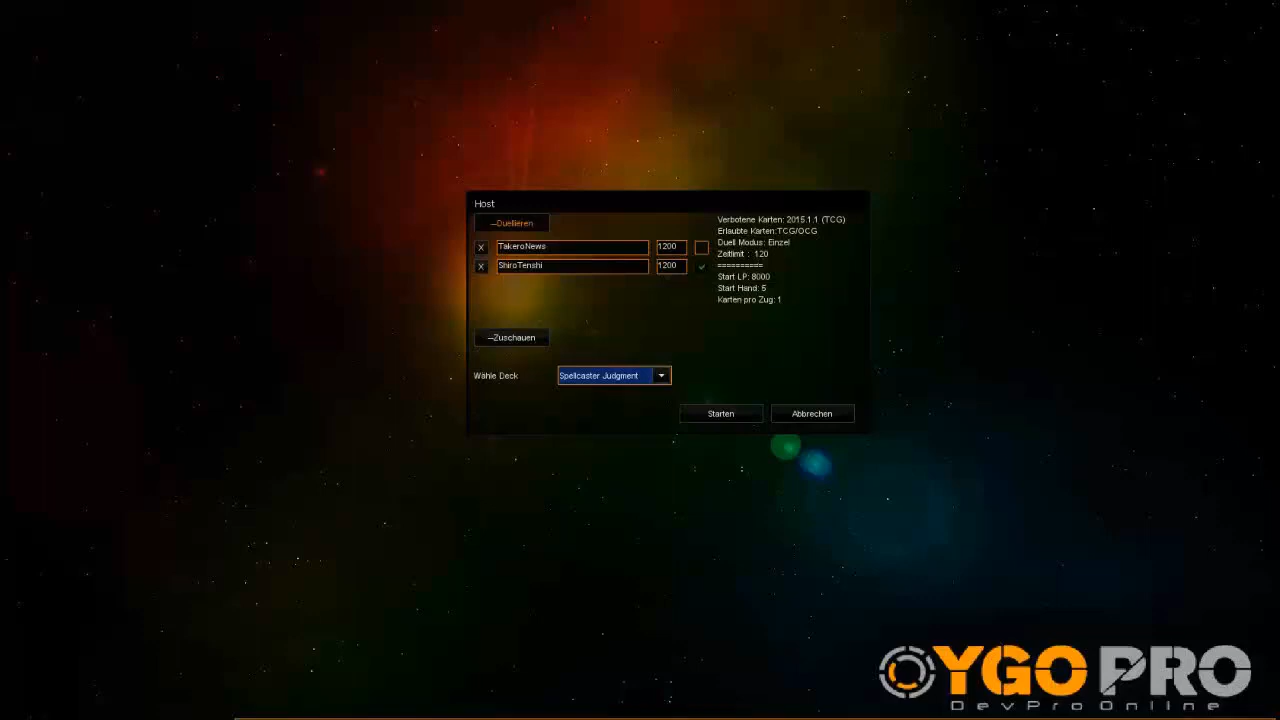 Host
--Duellieren
X TakeroNews 1200
X ShiroTenshi 1200
Verbotene Karten: 2015.1.1 (TCG)
Erlaubte Karten:TCG/OCG
Duell Modus: Einzel
Zeitlimit : 120
==========
Start LP: 8000
Start Hand: 5
Karten pro Zug: 1
--Zuschauen
Wähle Deck Spellcaster Judgment
Starten Abbrechen
YGOPRO
DevProOnline